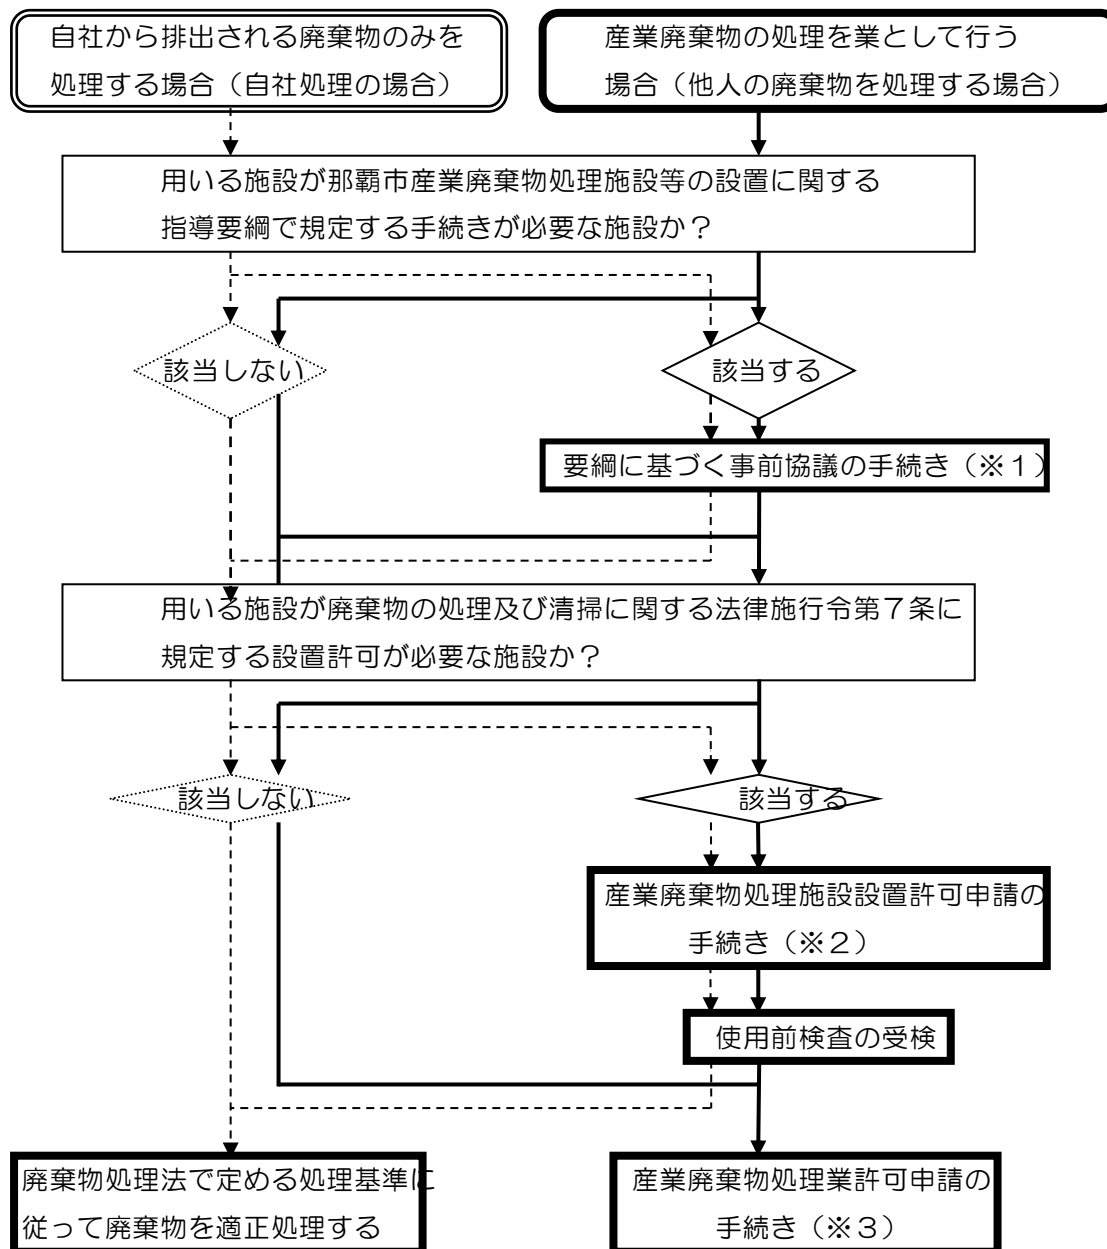 自社から排出される廃棄物のみを
処理する場合（自社処理の場合）
産業廃棄物の処理を業として行う
場合（他人の廃棄物を処理する場合）
用いる施設が那覇市産業廃棄物処理施設等の設置に関する
指導要綱で規定する手続きが必要な施設か？
該当しない
該当する
要綱に基づく事前協議の手続き（※１）
用いる施設が廃棄物の処理及び清掃に関する法律施行令第７条に
規定する設置許可が必要な施設か？
該当しない
該当する
産業廃棄物処理施設設置許可申請の
手続き（※２）
使用前検査の受検
廃棄物処理法で定める処理基準に
従って廃棄物を適正処理する
産業廃棄物処理業許可申請の
手続き（※３）